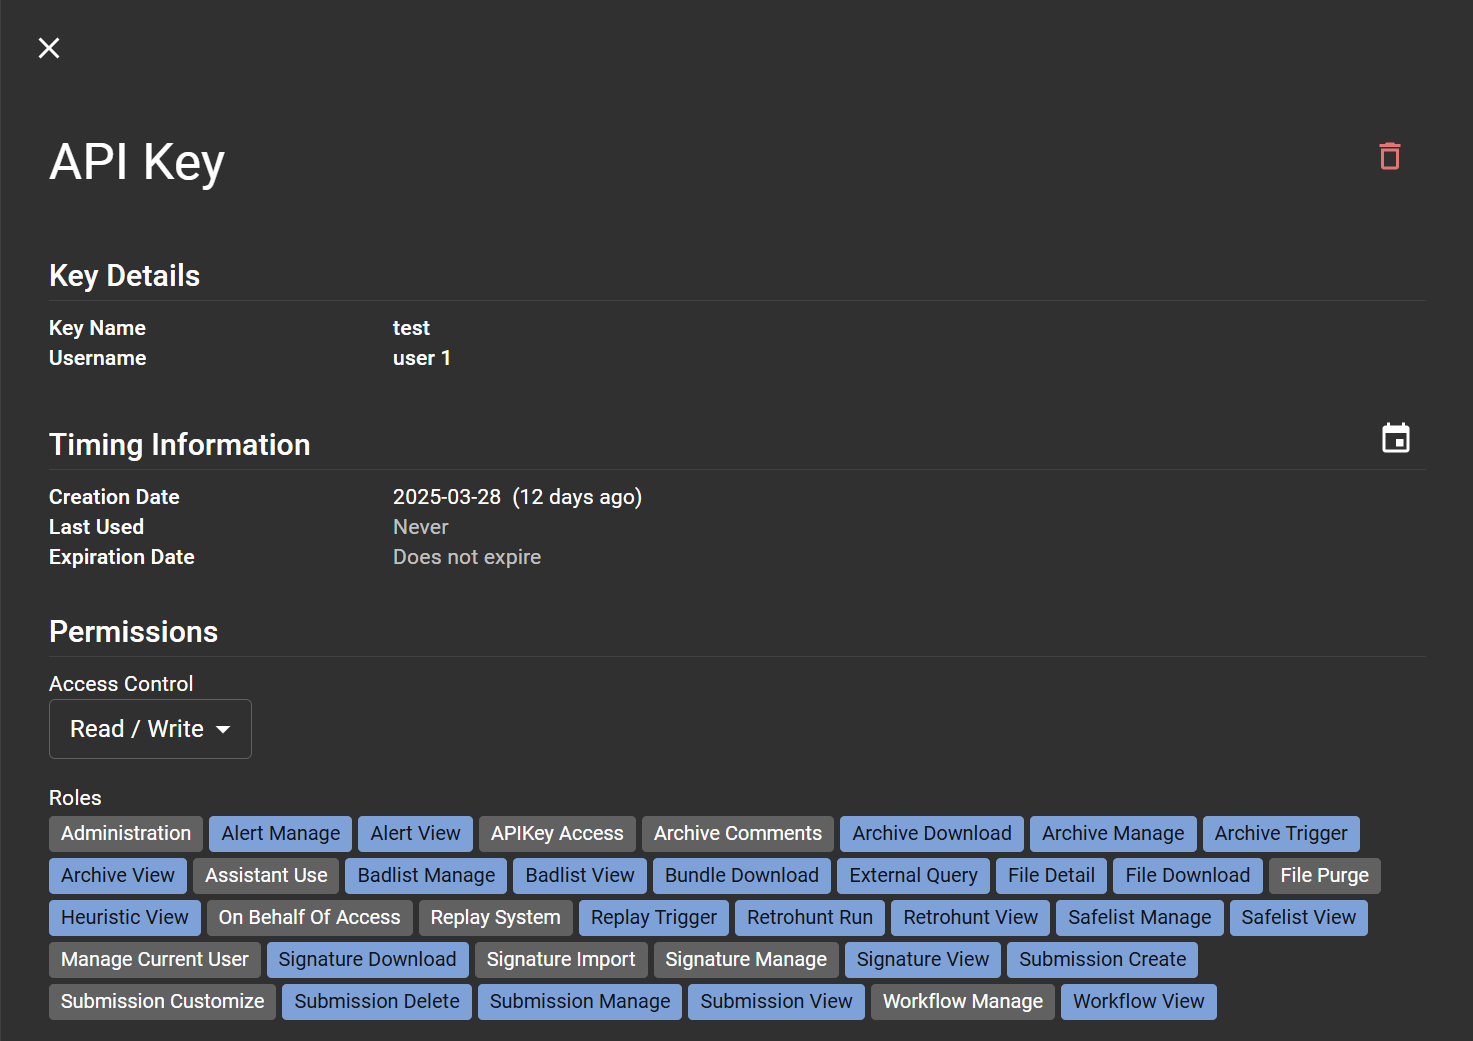 API Key
Key Details
Key Name test
Username user 1
Timing Information
Creation Date 2025-03-28 (12 days ago)
Last Used Never
Expiration Date Does not expire
Permissions
Access Control
Read / Write
Roles
Administration Alert Manage Alert View APIKey Access Archive Comments Archive Download Archive Manage Archive Trigger
Archive View Assistant Use Badlist Manage Badlist View Bundle Download External Query File Detail File Download File Purge
Heuristic View On Behalf Of Access Replay System Replay Trigger Retrohunt Run Retrohunt View Safelist Manage Safelist View
Manage Current User Signature Download Signature Import Signature Manage Signature View Submission Create
Submission Customize Submission Delete Submission Manage Submission View Workflow Manage Workflow View